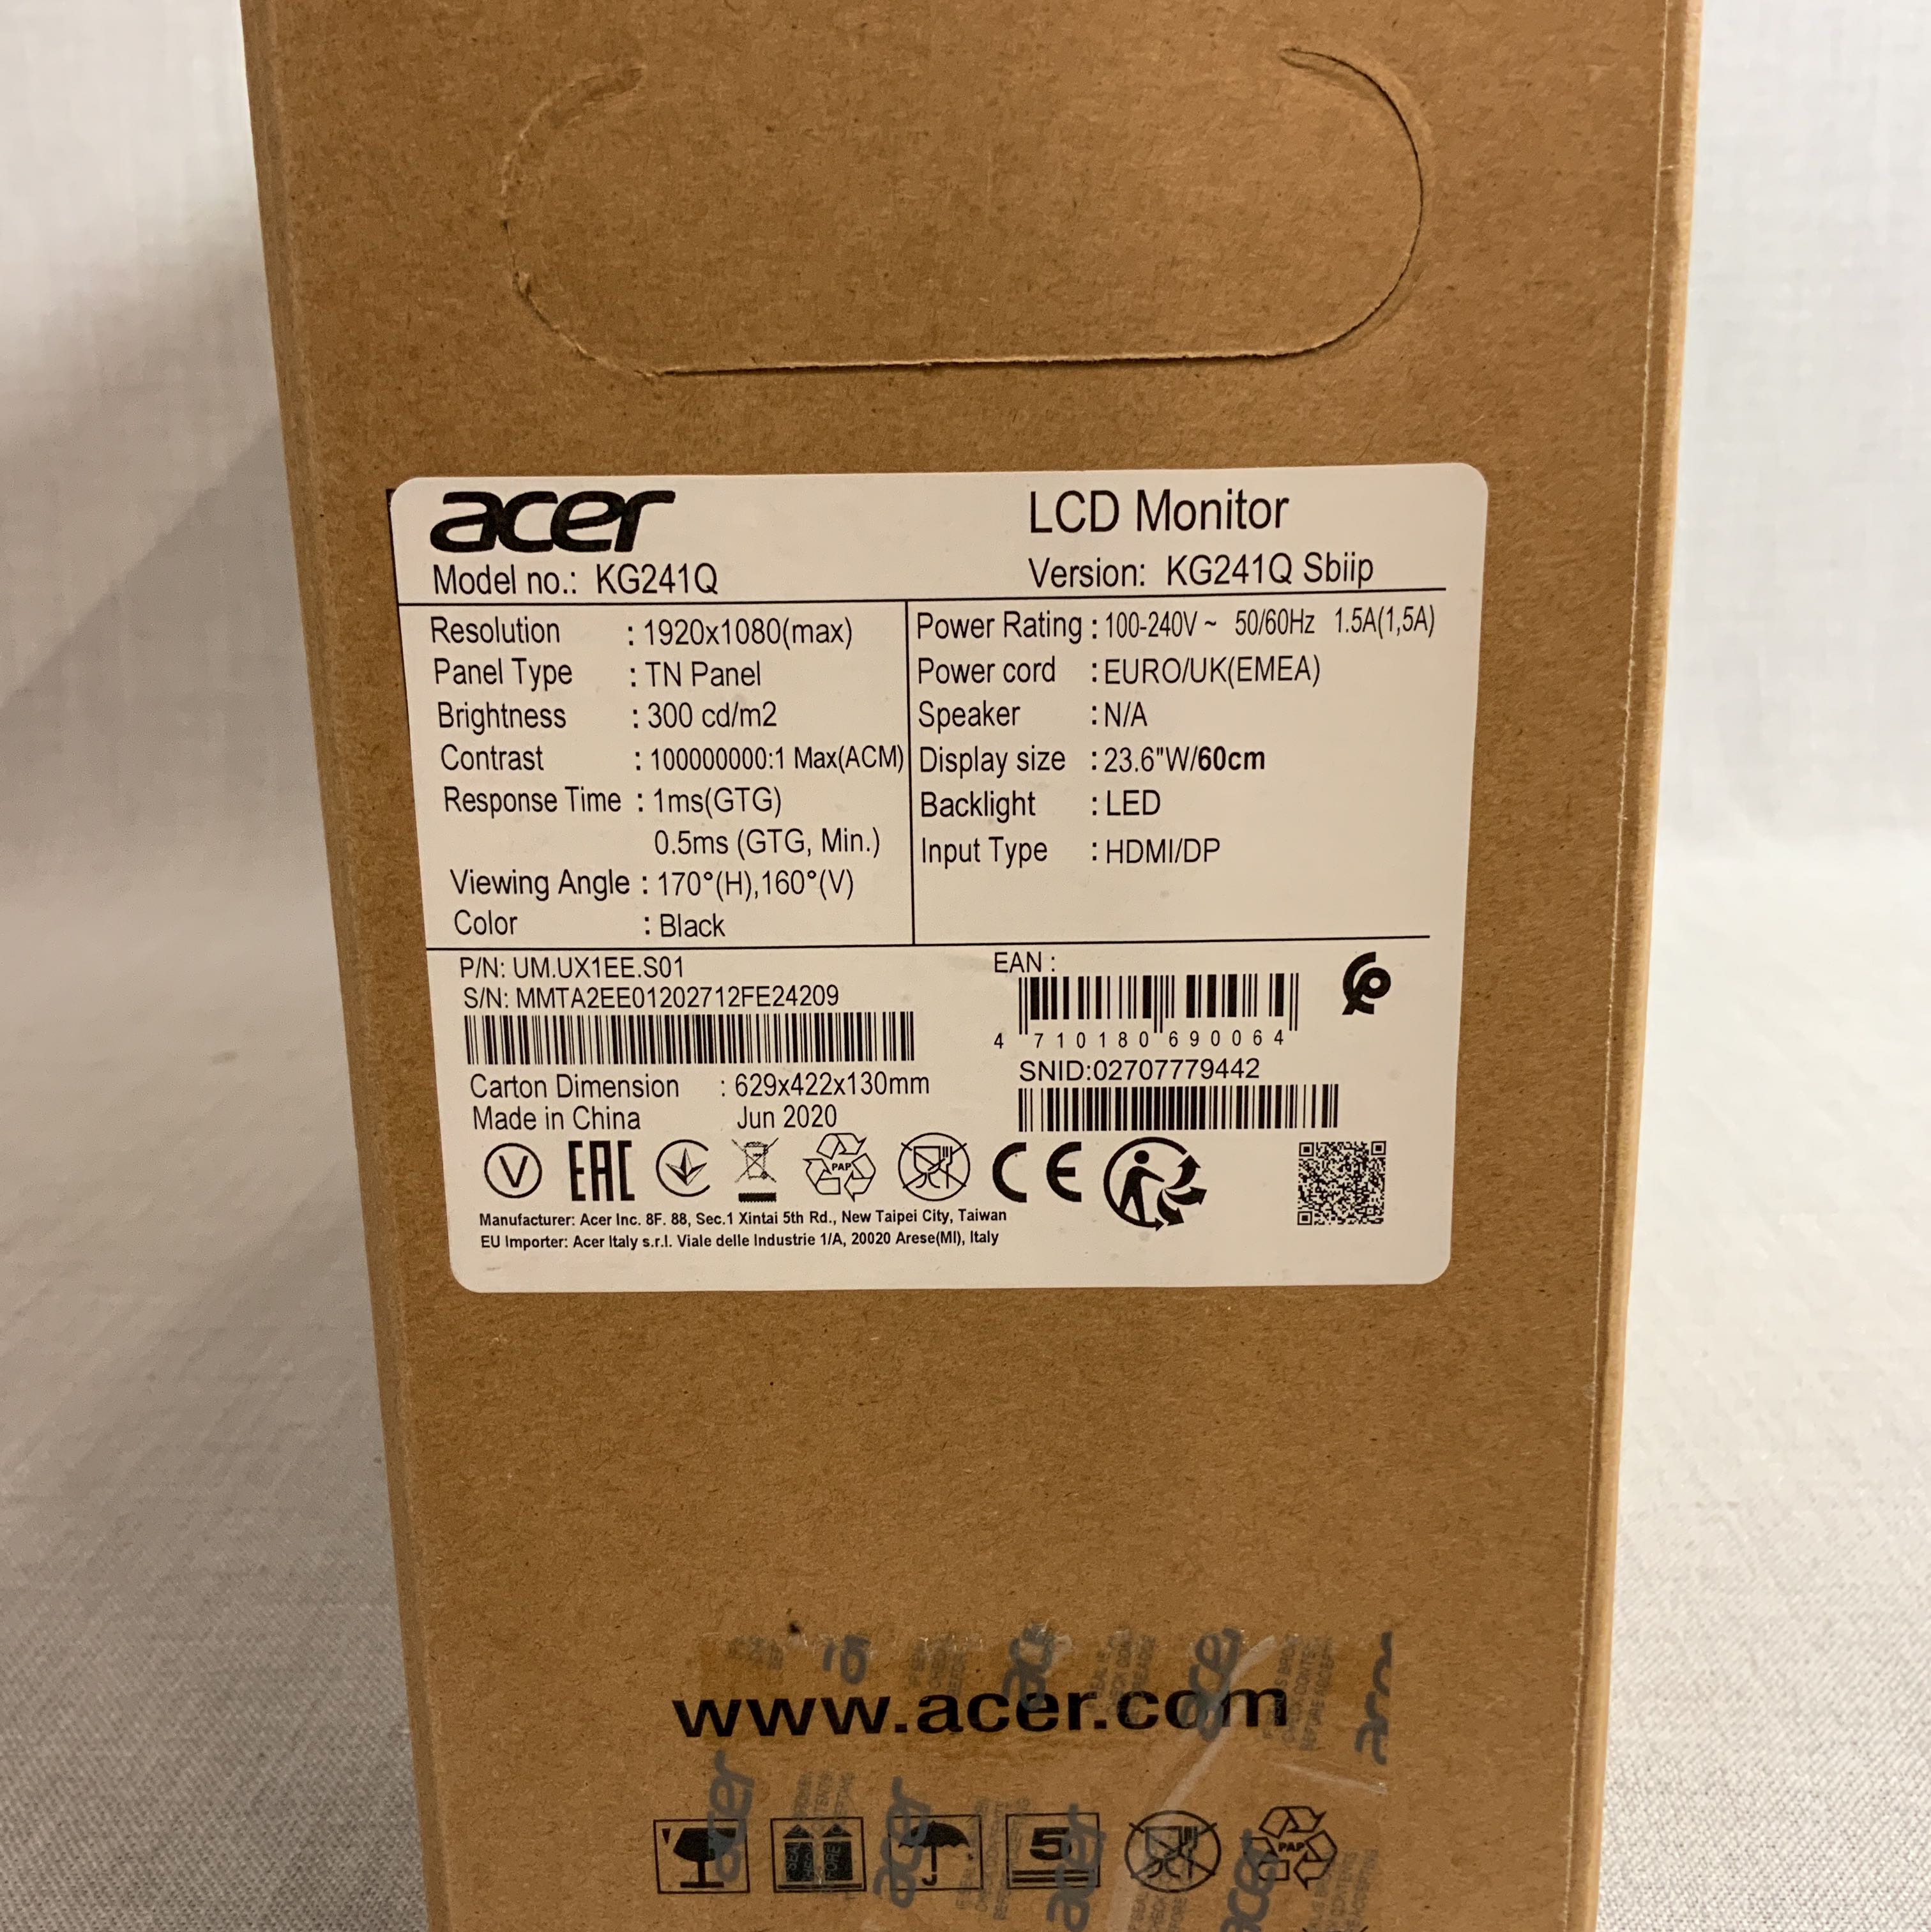 acer
LCD Monitor
Model no.: KG241Q
Version: KG241Q Sbiip
Resolution : 1920x1080(max)
Panel Type : TN Panel
Brightness : 300 cd/m2
Contrast : 100000000:1 Max(ACM)
Response Time : 1ms(GTG)
0.5ms (GTG, Min.)
Viewing Angle : 170°(H),160°(V)
Color : Black
Power Rating : 100-240V ~ 50/60Hz 1.5A(1,5A)
Power cord : EURO/UK(EMEA)
Speaker : N/A
Display size : 23.6"W/60cm
Backlight : LED
Input Type : HDMI/DP
P/N: UM.UX1EE.S01
S/N: MMTA2EE01202712FE24209
Carton Dimension : 629x422x130mm
Made in China Jun 2020
EAN :
4 710180 690064
SNID:02707779442
V EAC PAP CE
Manufacturer: Acer Inc. 8F. 88, Sec.1 Xintai 5th Rd., New Taipei City, Taiwan
EU Importer: Acer Italy s.r.l. Viale delle Industrie 1/A, 20020 Arese(MI), Italy
www.acer.com
acer
acer
acer
acer
5
PAP